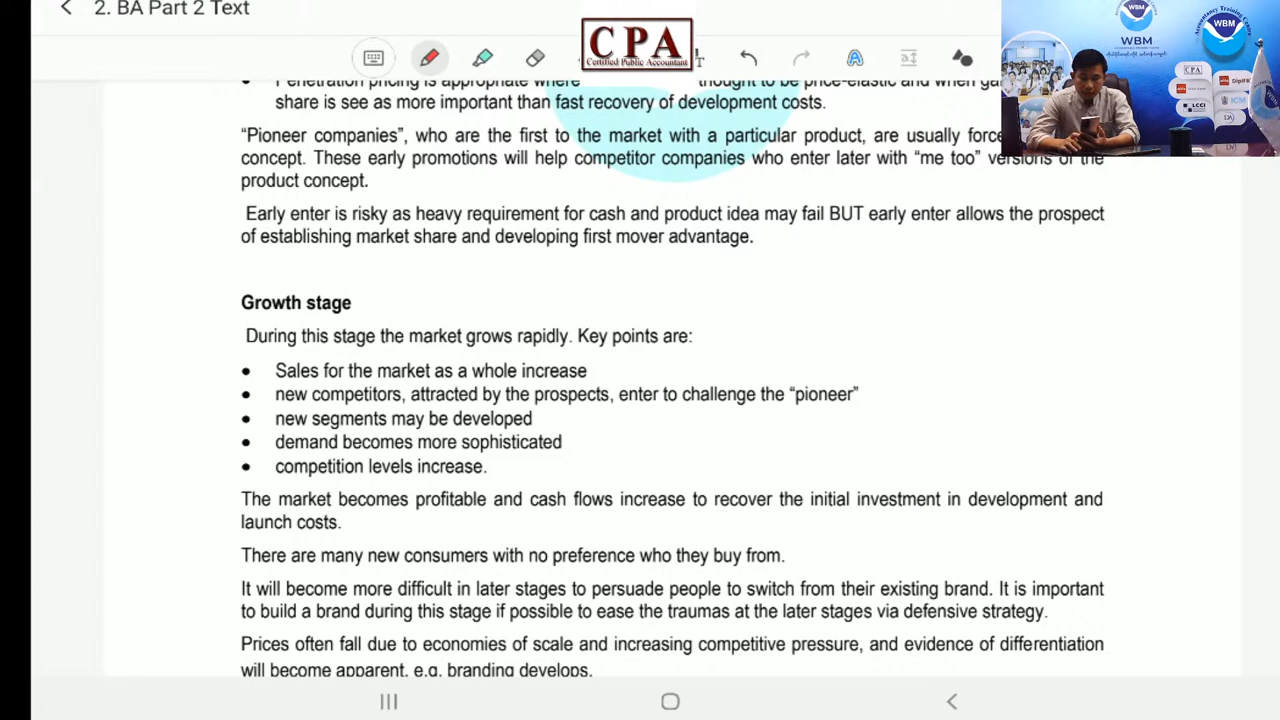 2. BA Part 2 Text
CPA
Certified Public Accountant
Penetration pricing is appropriate where thought to be price-elastic and when
share is see as more important than fast recovery of development costs.
“Pioneer companies”, who are the first to the market with a particular product, are usually
concept. These early promotions will help competitor companies who enter later with “me too” versions of the
product concept.
Early enter is risky as heavy requirement for cash and product idea may fail BUT early enter allows the prospect
of establishing market share and developing first mover advantage.
Growth stage
During this stage the market grows rapidly. Key points are:
• Sales for the market as a whole increase
• new competitors, attracted by the prospects, enter to challenge the “pioneer”
• new segments may be developed
• demand becomes more sophisticated
• competition levels increase.
The market becomes profitable and cash flows increase to recover the initial investment in development and
launch costs.
There are many new consumers with no preference who they buy from.
It will become more difficult in later stages to persuade people to switch from their existing brand. It is important
to build a brand during this stage if possible to ease the traumas at the later stages via defensive strategy.
Prices often fall due to economies of scale and increasing competitive pressure, and evidence of differentiation
will become apparent, e.g. branding develops.
WBM
WBM
Accountancy Training Centre
WBM
CPA
DipIFR
LCCI
ICM
DA